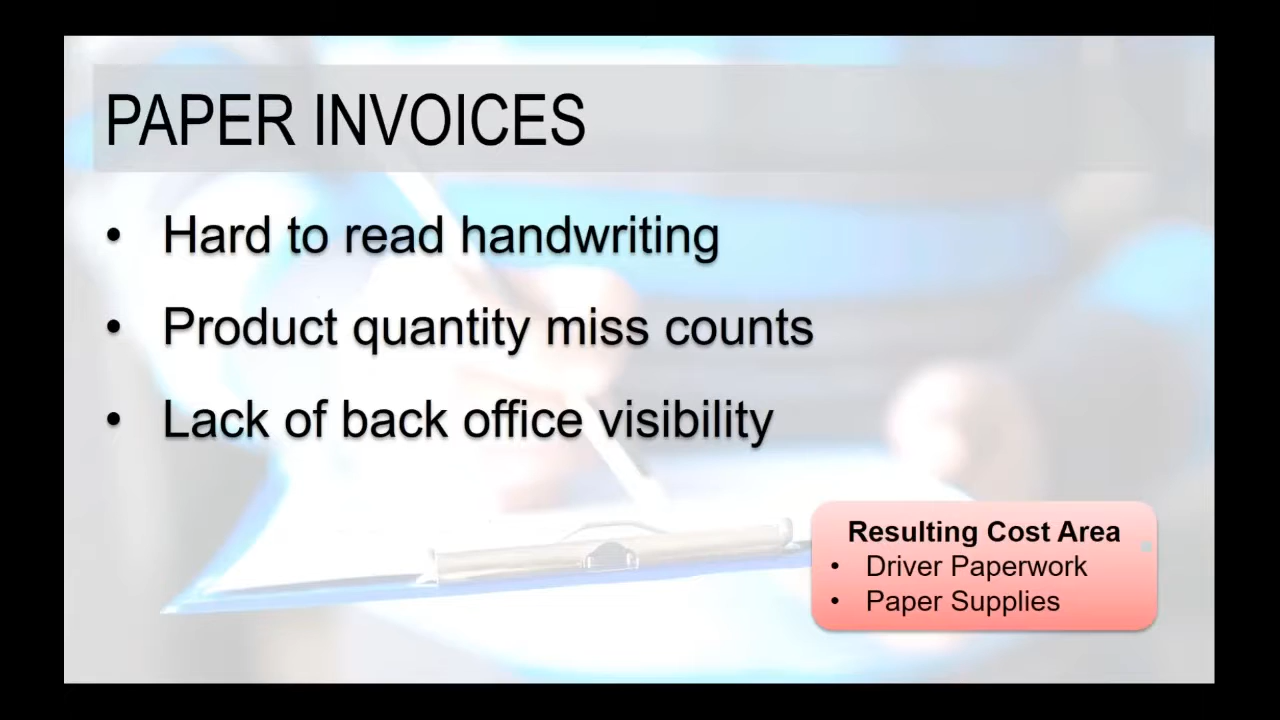 PAPER INVOICES
• Hard to read handwriting
• Product quantity miss counts
• Lack of back office visibility
Resulting Cost Area
• Driver Paperwork
• Paper Supplies